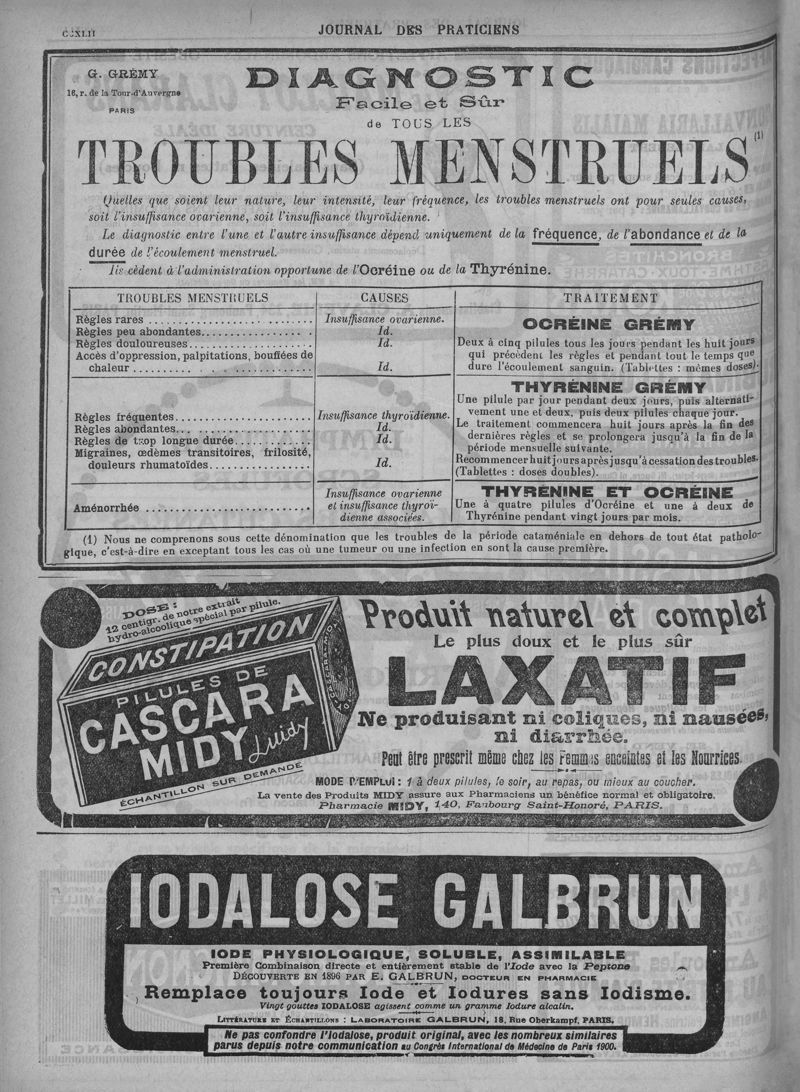 CCXLII
JOURNAL DES PRATICIENS
G. GRÉMY
16, r. de la Tour-d'Auvergne
PARIS
DIAGNOSTIC
Facile et Sûr
de TOUS LES
TROUBLES MENSTRUELS (1)
Quelles que soient leur nature, leur intensité, leur fréquence, les troubles menstruels ont pour seules causes,
soit l'insuffisance ovarienne, soit l'insuffisance thyroïdienne.
Le diagnostic entre l'une et l'autre insuffisance dépend uniquement de la fréquence, de l'abondance et de la
durée de l'écoulement menstruel.
Ils cèdent à l'administration opportune de l'Ocréine ou de la Thyrénine.
TROUBLES MENSTRUELS
CAUSES
TRAITEMENT
Règles rares
Insuffisance ovarienne.
Règles peu abondantes
Id.
Règles douloureuses
Id.
Accès d'oppression, palpitations, bouffées de
chaleur
Id.
OCRÉINE GRÉMY
Deux à cinq pilules tous les jours pendant les huit jours
qui précèdent les règles et pendant tout le temps que
dure l'écoulement sanguin. (Tablettes : mêmes doses).
Règles fréquentes
Insuffisance thyroïdienne.
Règles abondantes
Id.
Règles de trop longue durée
Id.
Migraines, œdèmes transitoires, frilosité,
douleurs rhumatoïdes
Id.
THYRÉNINE GRÉMY
Une pilule par jour pendant deux jours, puis alternati-
vement une et deux, puis deux pilules chaque jour.
Le traitement commencera huit jours après la fin des
dernières règles et se prolongera jusqu'à la fin de la
période mensuelle suivante.
Recommencer huit jours après jusqu'à cessation des troubles.
(Tablettes : doses doubles).
Aménorrhée
Insuffisance ovarienne
et insuffisance thyroï-
dienne associées.
THYRÉNINE ET OCRÉINE
Une à quatre pilules d'Ocréine et une à deux de
Thyrénine pendant vingt jours par mois.
(1) Nous ne comprenons sous cette dénomination que les troubles de la période cataméniale en dehors de tout état patholo-
gique, c'est-à-dire en exceptant tous les cas où une tumeur ou une infection en sont la cause première.
DOSE :
12 centigr. de notre extrait
hydro-alcoolique spécial par pilule.
CONSTIPATION
PILULES DE
CASCARA
MIDY
Luidy
ÉCHANTILLON SUR DEMANDE
Produit naturel et complet
Le plus doux et le plus sûr
LAXATIF
Ne produisant ni coliques, ni nausées,
ni diarrhée.
Peut être prescrit même chez les Femmes enceintes et les Nourrices.
MODE D'EMPLOI : 1 à deux pilules, le soir, au repas, ou mieux au coucher.
La vente des Produits MIDY assure aux Pharmaciens un bénéfice normal et obligatoire.
Pharmacie MIDY, 140, Faubourg Saint-Honoré, PARIS.
IODALOSE GALBRUN
IODE PHYSIOLOGIQUE, SOLUBLE, ASSIMILABLE
Première Combinaison directe et entièrement stable de l'Iode avec la Peptone
DÉCOUVERTE EN 1896 PAR E. GALBRUN, DOCTEUR EN PHARMACIE
Remplace toujours Iode et Iodures sans Iodisme.
Vingt gouttes IODALOSE agissent comme un gramme Iodure alcalin.
LITTÉRATURE ET ÉCHANTILLONS : LABORATOIRE GALBRUN, 18, Rue Oberkampf, PARIS.
Ne pas confondre l'Iodalose, produit original, avec les nombreux similaires
parus depuis notre communication au Congrès International de Médecine de Paris 1900.